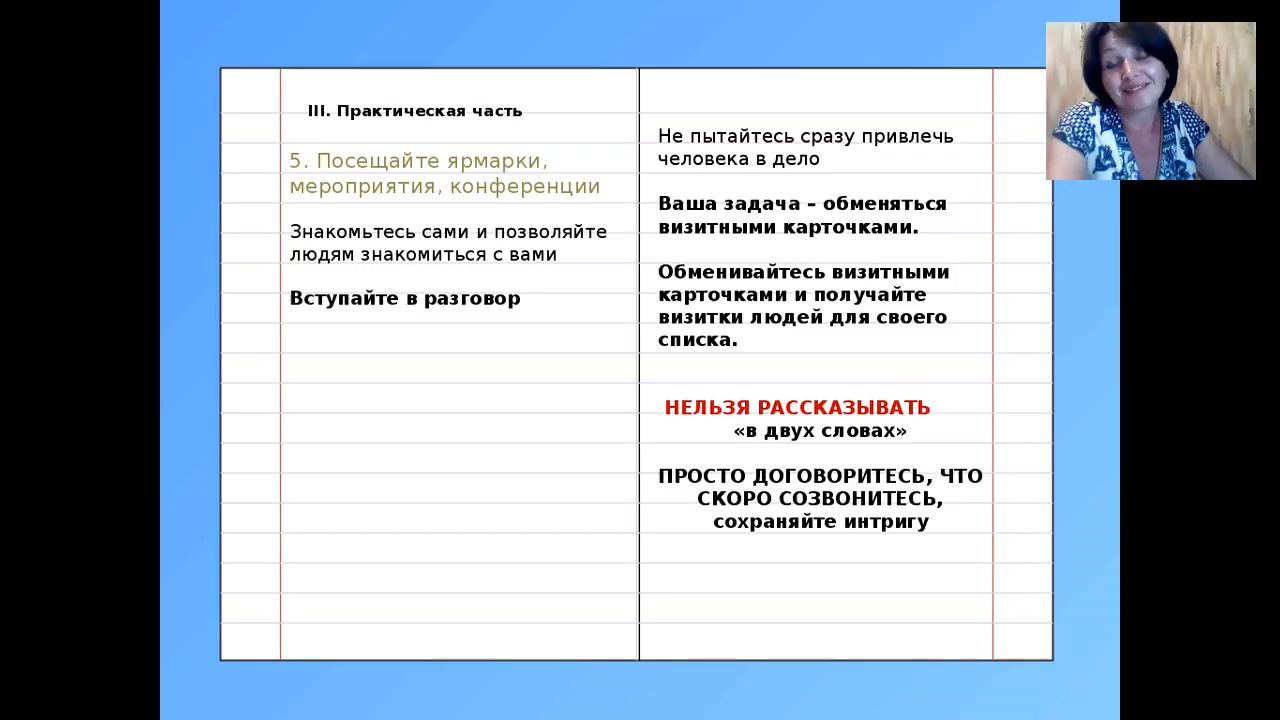 III. Практическая часть
5. Посещайте ярмарки,
мероприятия, конференции
Знакомьтесь сами и позволяйте
людям знакомиться с вами
Вступайте в разговор
Не пытайтесь сразу привлечь
человека в дело
Ваша задача – обменяться
визитными карточками.
Обменивайтесь визитными
карточками и получайте
визитки людей для своего
списка.
НЕЛЬЗЯ РАССКАЗЫВАТЬ
«в двух словах»
ПРОСТО ДОГОВОРИТЕСЬ, ЧТО
СКОРО СОЗВОНИТЕСЬ,
сохраняйте интригу